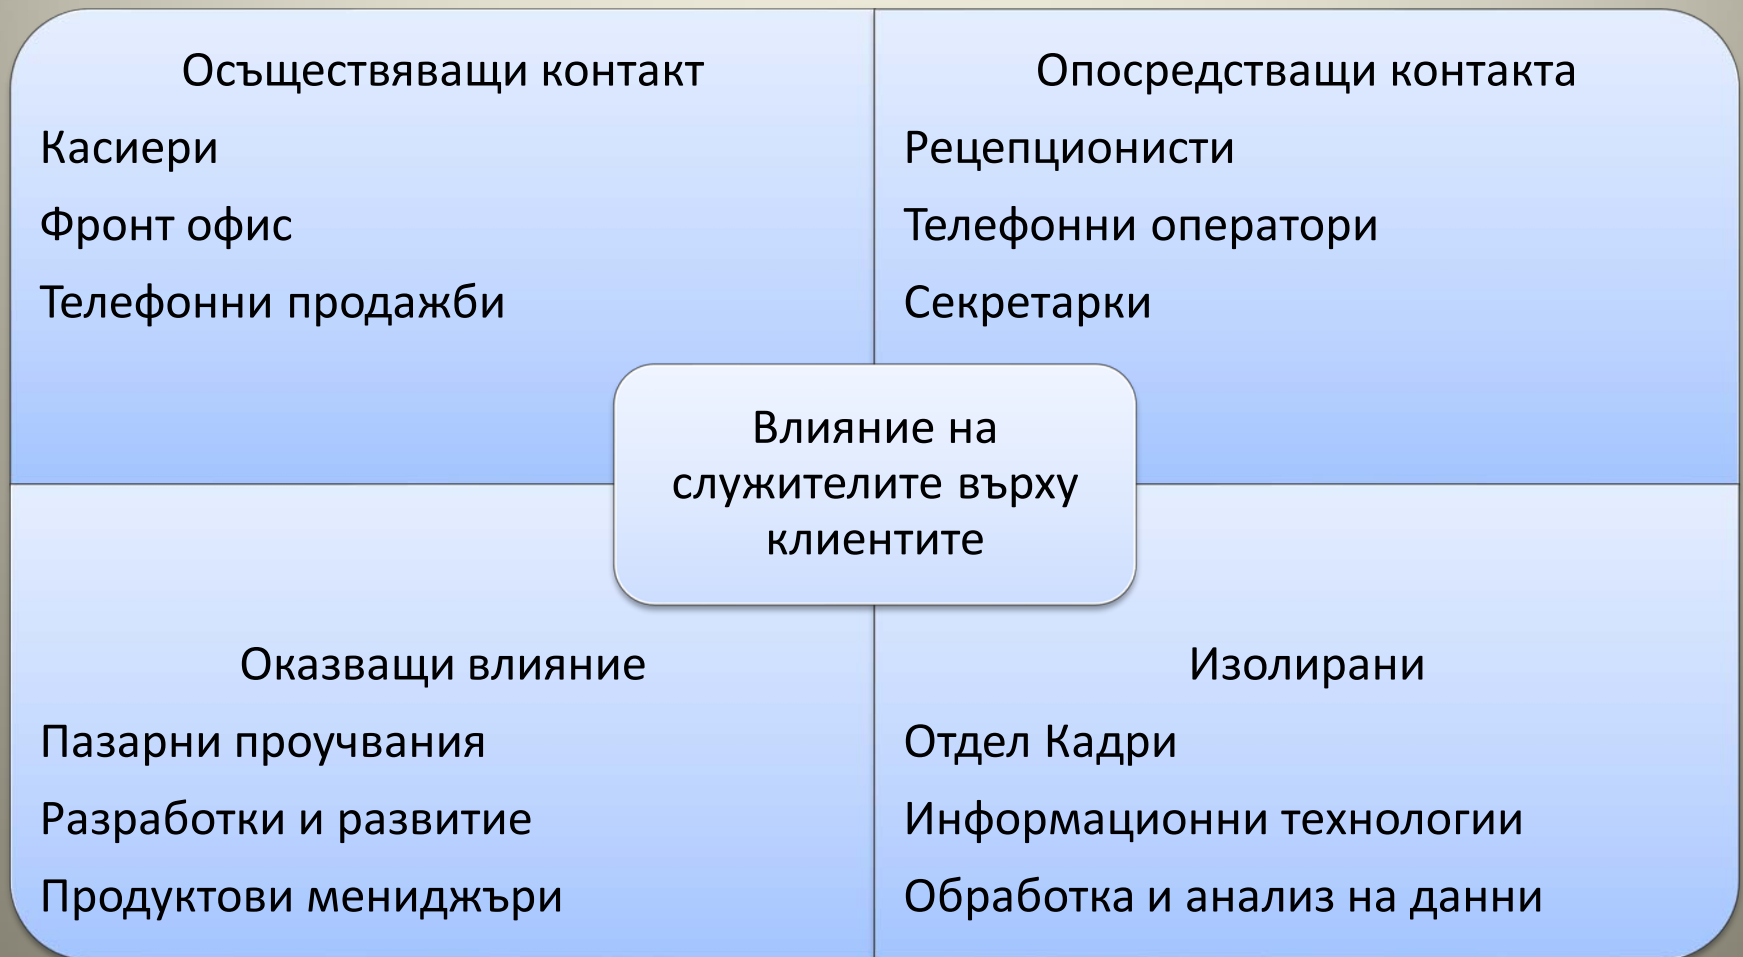 Осъществяващи контакт
Касиери
Фронт офис
Телефонни продажби
Опосредстващи контакта
Рецепционисти
Телефонни оператори
Секретарки
Влияние на
служителите върху
клиентите
Оказващи влияние
Пазарни проучвания
Разработки и развитие
Продуктови мениджъри
Изолирани
Отдел Кадри
Информационни технологии
Обработка и анализ на данни